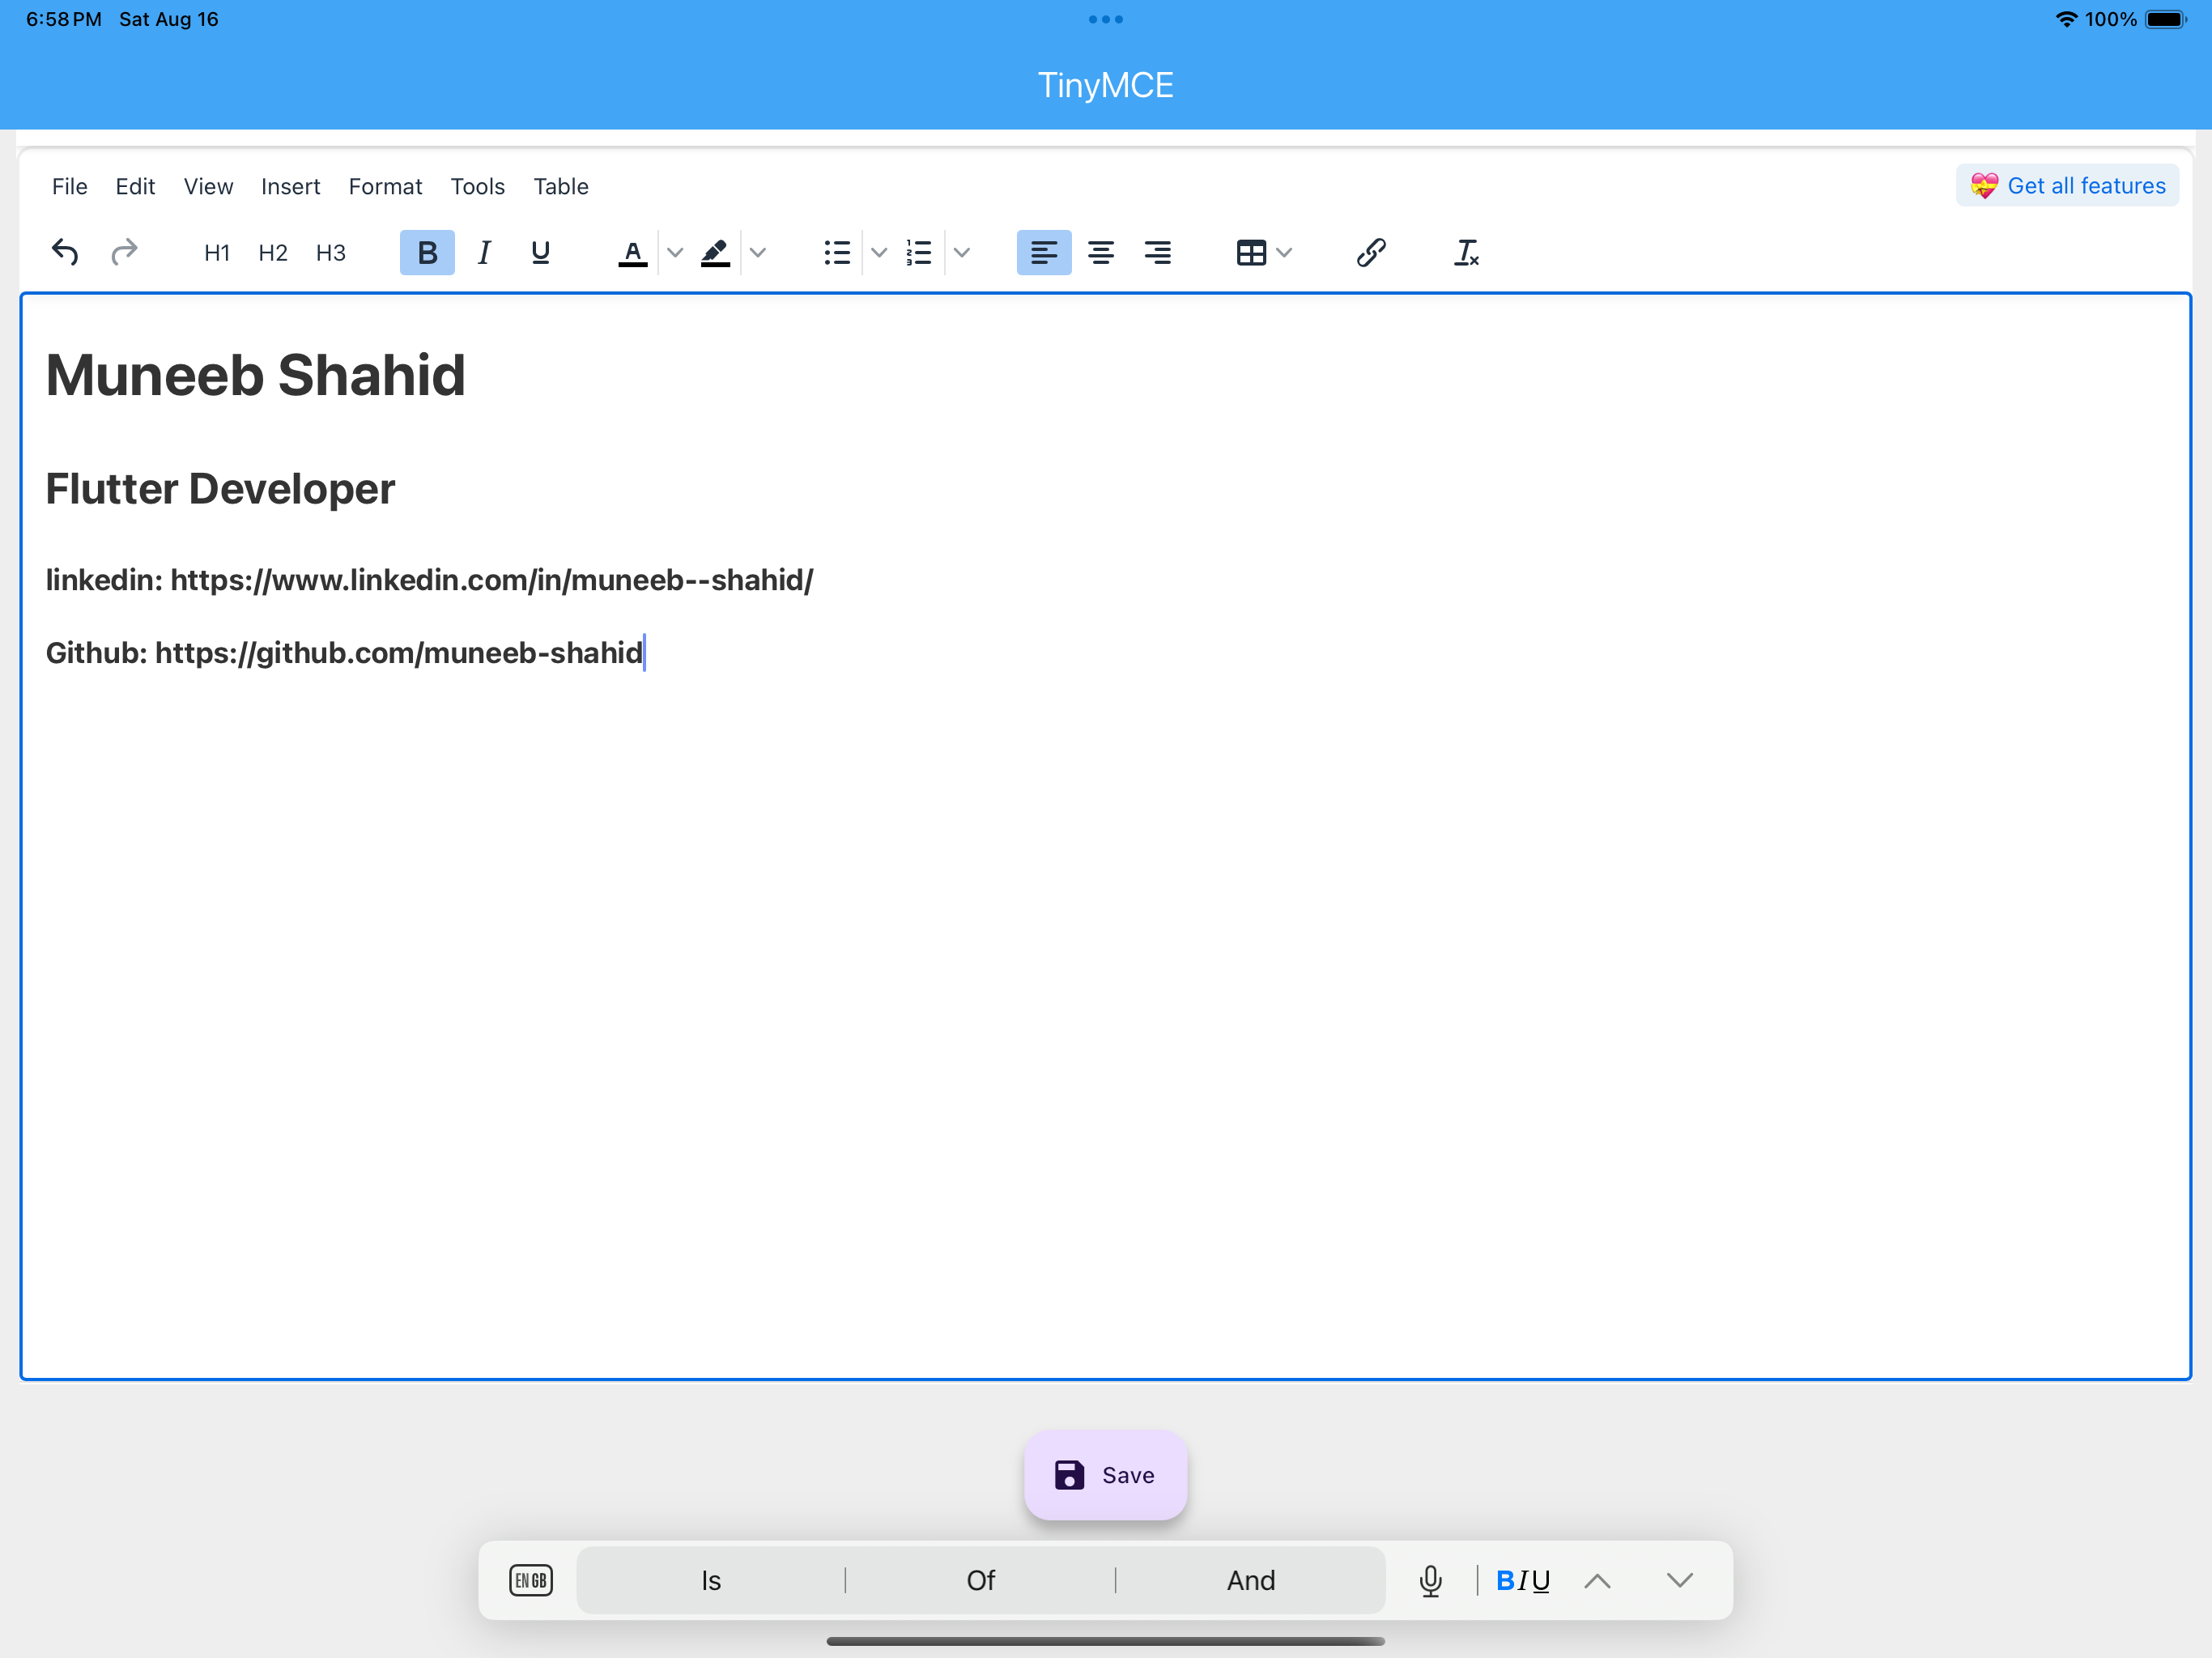 6:58 PM Sat Aug 16 100%
TinyMCE
File Edit View Insert Format Tools Table 💝 Get all features
H1 H2 H3 B I U A
Muneeb Shahid
Flutter Developer
linkedin: https://www.linkedin.com/in/muneeb--shahid/
Github: https://github.com/muneeb-shahid
Save
EN GB Is Of And BIU